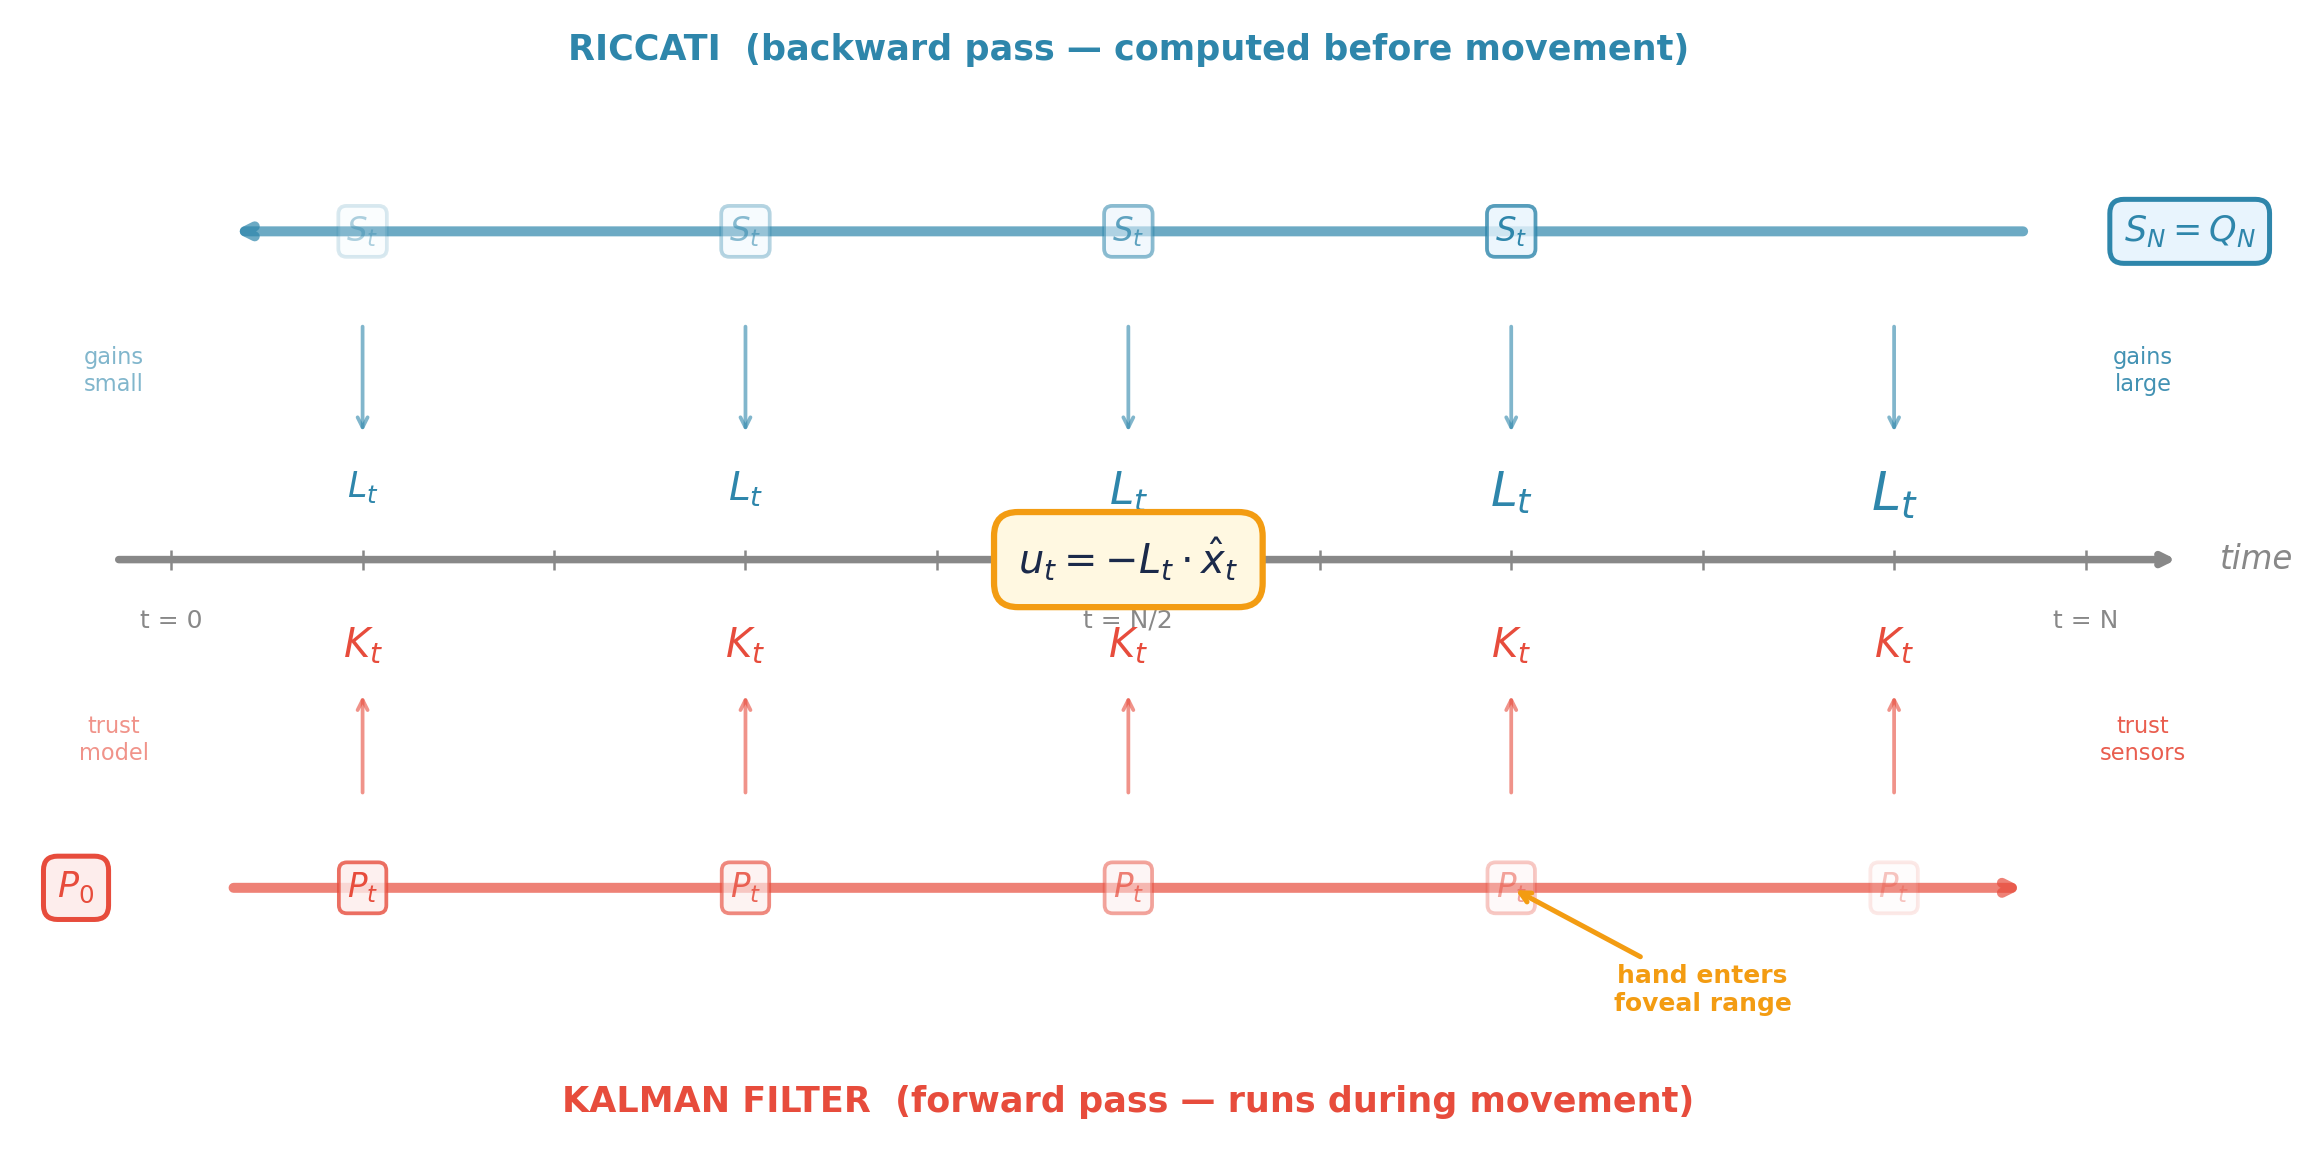 RICCATI (backward pass — computed before movement)
S_t S_t S_t S_t S_N = Q_N
gains
small
gains
large
L_t L_t L_t L_t L_t
u_t = −L_t · x̂_t
time
t = 0 t = N/2 t = N
K_t K_t K_t K_t K_t
trust
model
trust
sensors
P_0 P_t P_t P_t P_t P_t
hand enters
foveal range
KALMAN FILTER (forward pass — runs during movement)